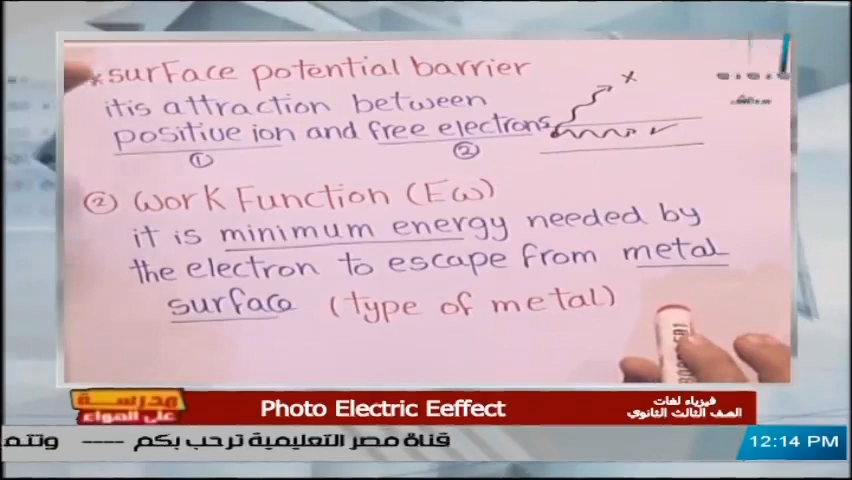 * surface potential barrier
it is attraction between
positive ion and free electrons
① ②
② Work Function (Ew)
it is minimum energy needed by
the electron to escape from metal
surface (type of metal)
مدرسة
على الهواء
Photo Electric Eeffect
فيزياء لغات
الصف الثالث الثانوي
قناة مصر التعليمية ترحب بكم ---- وتتمـ
12:14 PM